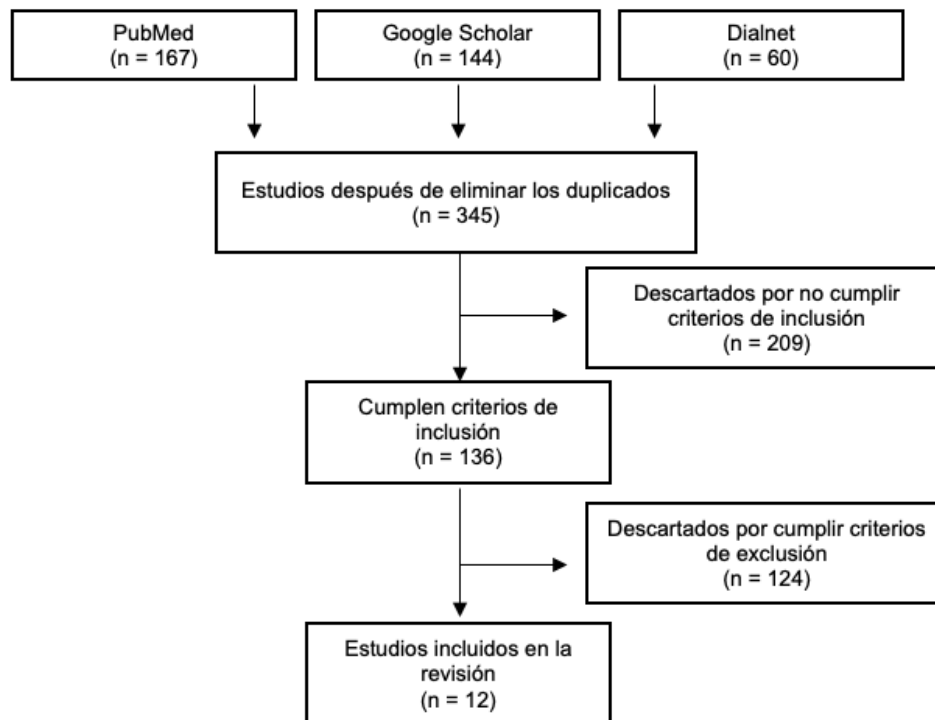 PubMed
(n = 167)
Google Scholar
(n = 144)
Dialnet
(n = 60)
Estudios después de eliminar los duplicados
(n = 345)
Descartados por no cumplir
criterios de inclusión
(n = 209)
Cumplen criterios de
inclusión
(n = 136)
Descartados por cumplir criterios
de exclusión
(n = 124)
Estudios incluidos en la
revisión
(n = 12)